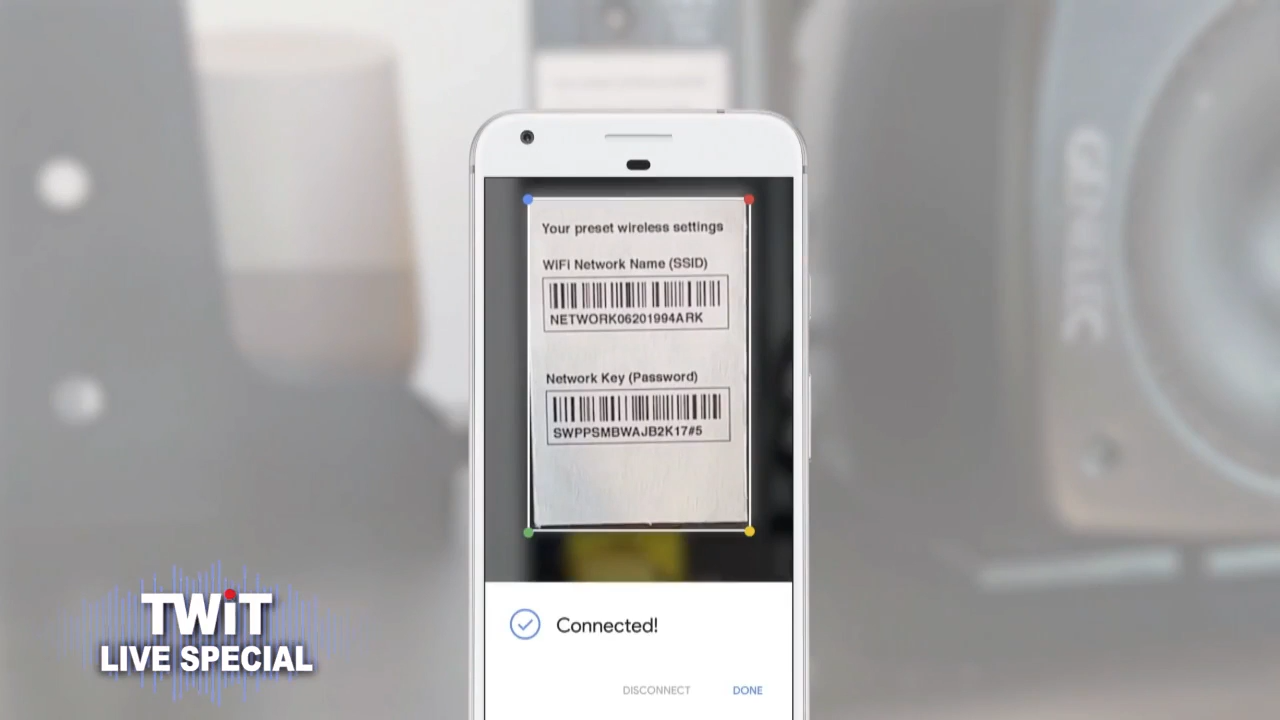 Your preset wireless settings
WiFi Network Name (SSID)
NETWORK06201994ARK
Network Key (Password)
SWPPSMBWAJB2K17#5
GENELEC
Connected!
DISCONNECT
DONE
TWiT
LIVE SPECIAL